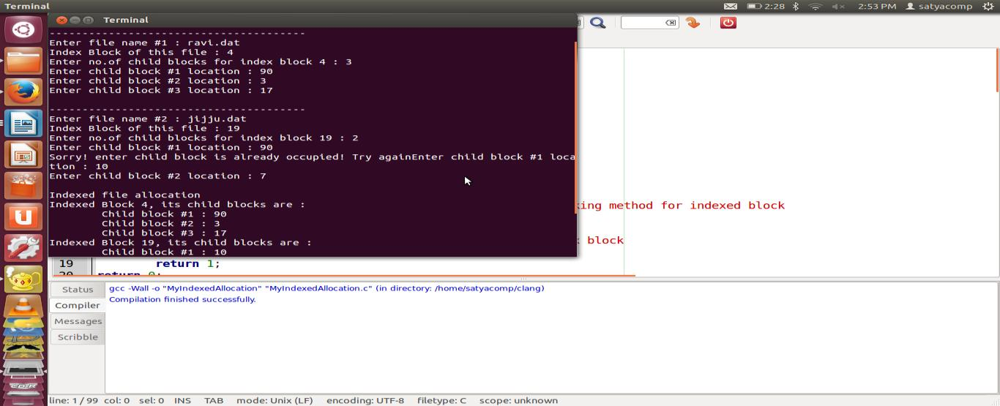 Terminal
2:28
2:53 PM
satyacomp
Terminal
----------------------------------------
Enter file name #1 : ravi.dat
Index Block of this file : 4
Enter no.of child blocks for index block 4 : 3
Enter child block #1 location : 90
Enter child block #2 location : 3
Enter child block #3 location : 17
----------------------------------------
Enter file name #2 : jijju.dat
Index Block of this file : 19
Enter no.of child blocks for index block 19 : 2
Enter child block #1 location : 90
Sorry! enter child block is already occupied! Try againEnter child block #1 loca
tion : 10
Enter child block #2 location : 7
Indexed file allocation
Indexed Block 4, its child blocks are :
Child block #1 : 90
Child block #2 : 3
Child block #3 : 17
Indexed Block 19, its child blocks are :
Child block #1 : 10
king method for indexed block
block
19 return 1;
Status
Compiler
Messages
Scribble
gcc -Wall -o "MyIndexedAllocation" "MyIndexedAllocation.c" (in directory: /home/satyacomp/clang)
Compilation finished successfully.
line: 1 / 99 col: 0 sel: 0 INS TAB mode: Unix (LF) encoding: UTF-8 filetype: C scope: unknown